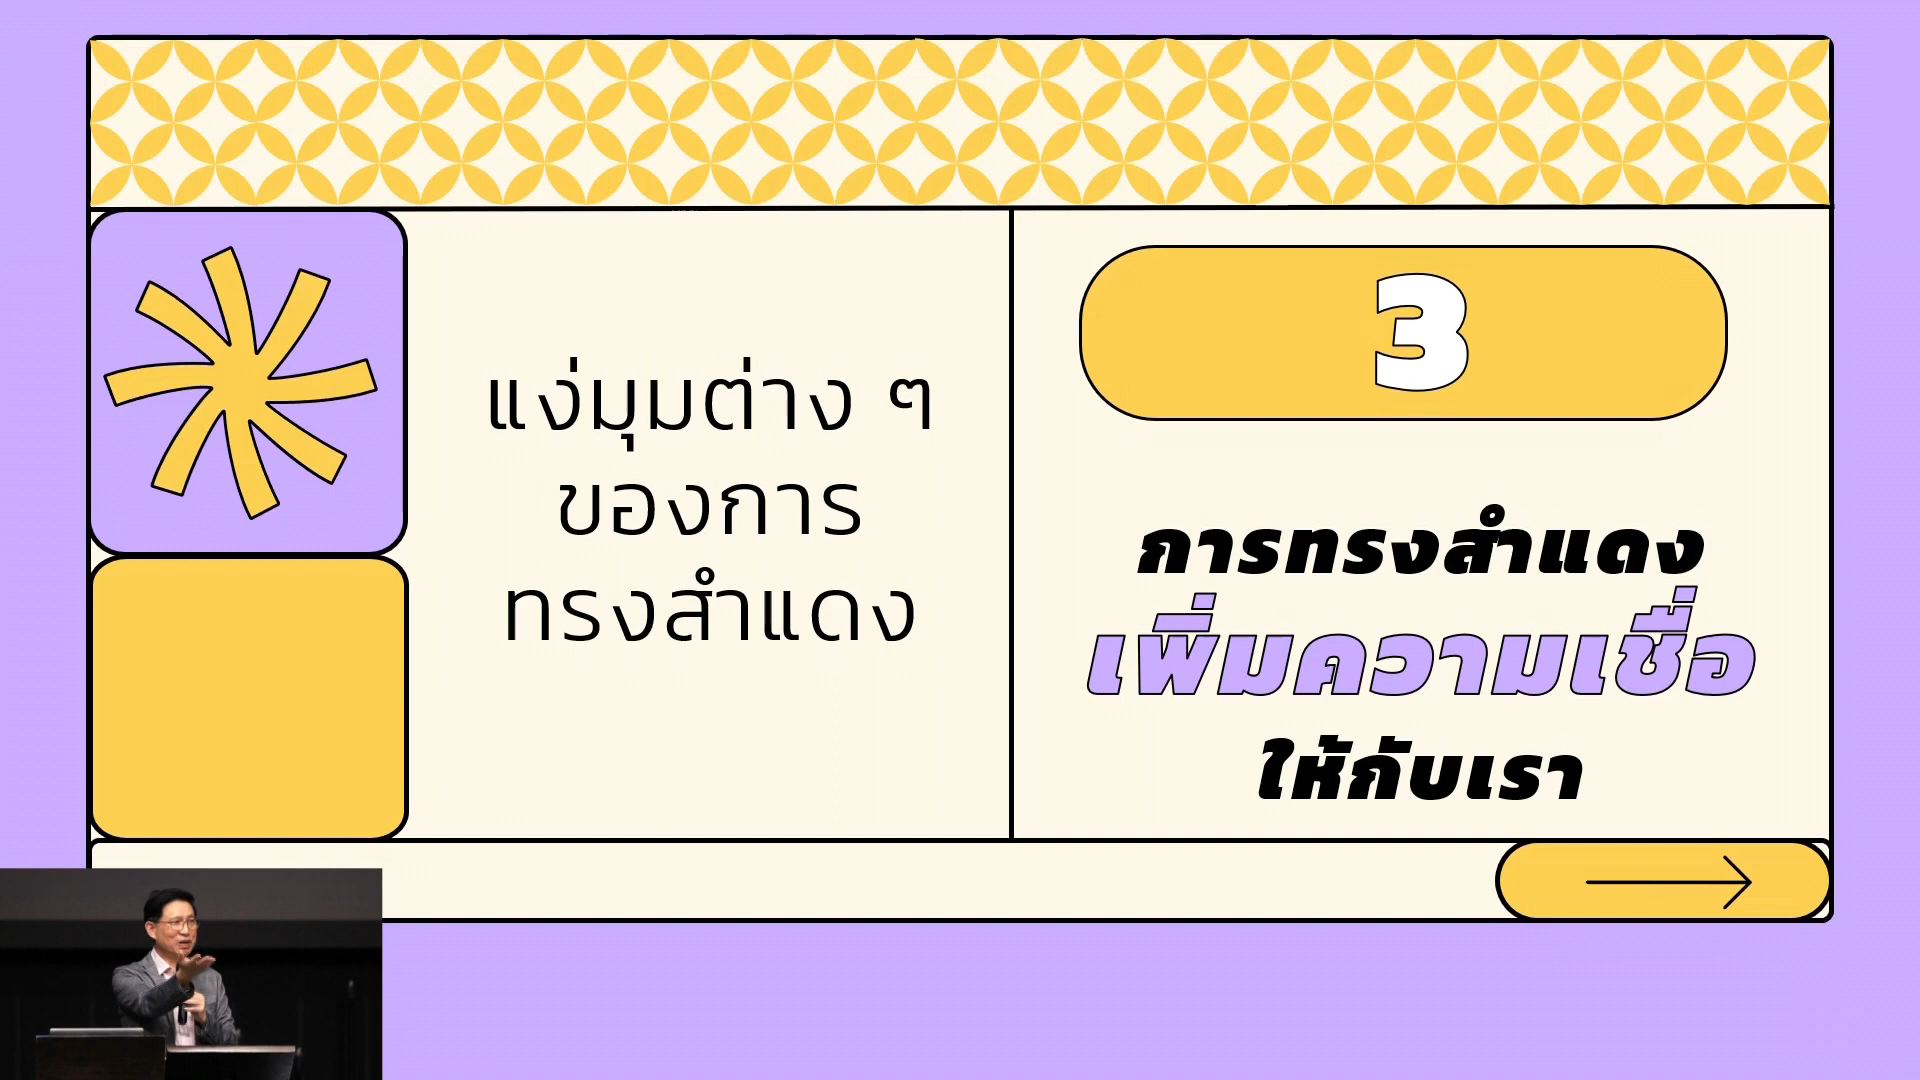 แง่มุมต่าง ๆ
ของการ
ทรงสำแดง
3
การทรงสำแดง
เพิ่มความเชื่อ
ให้กับเรา